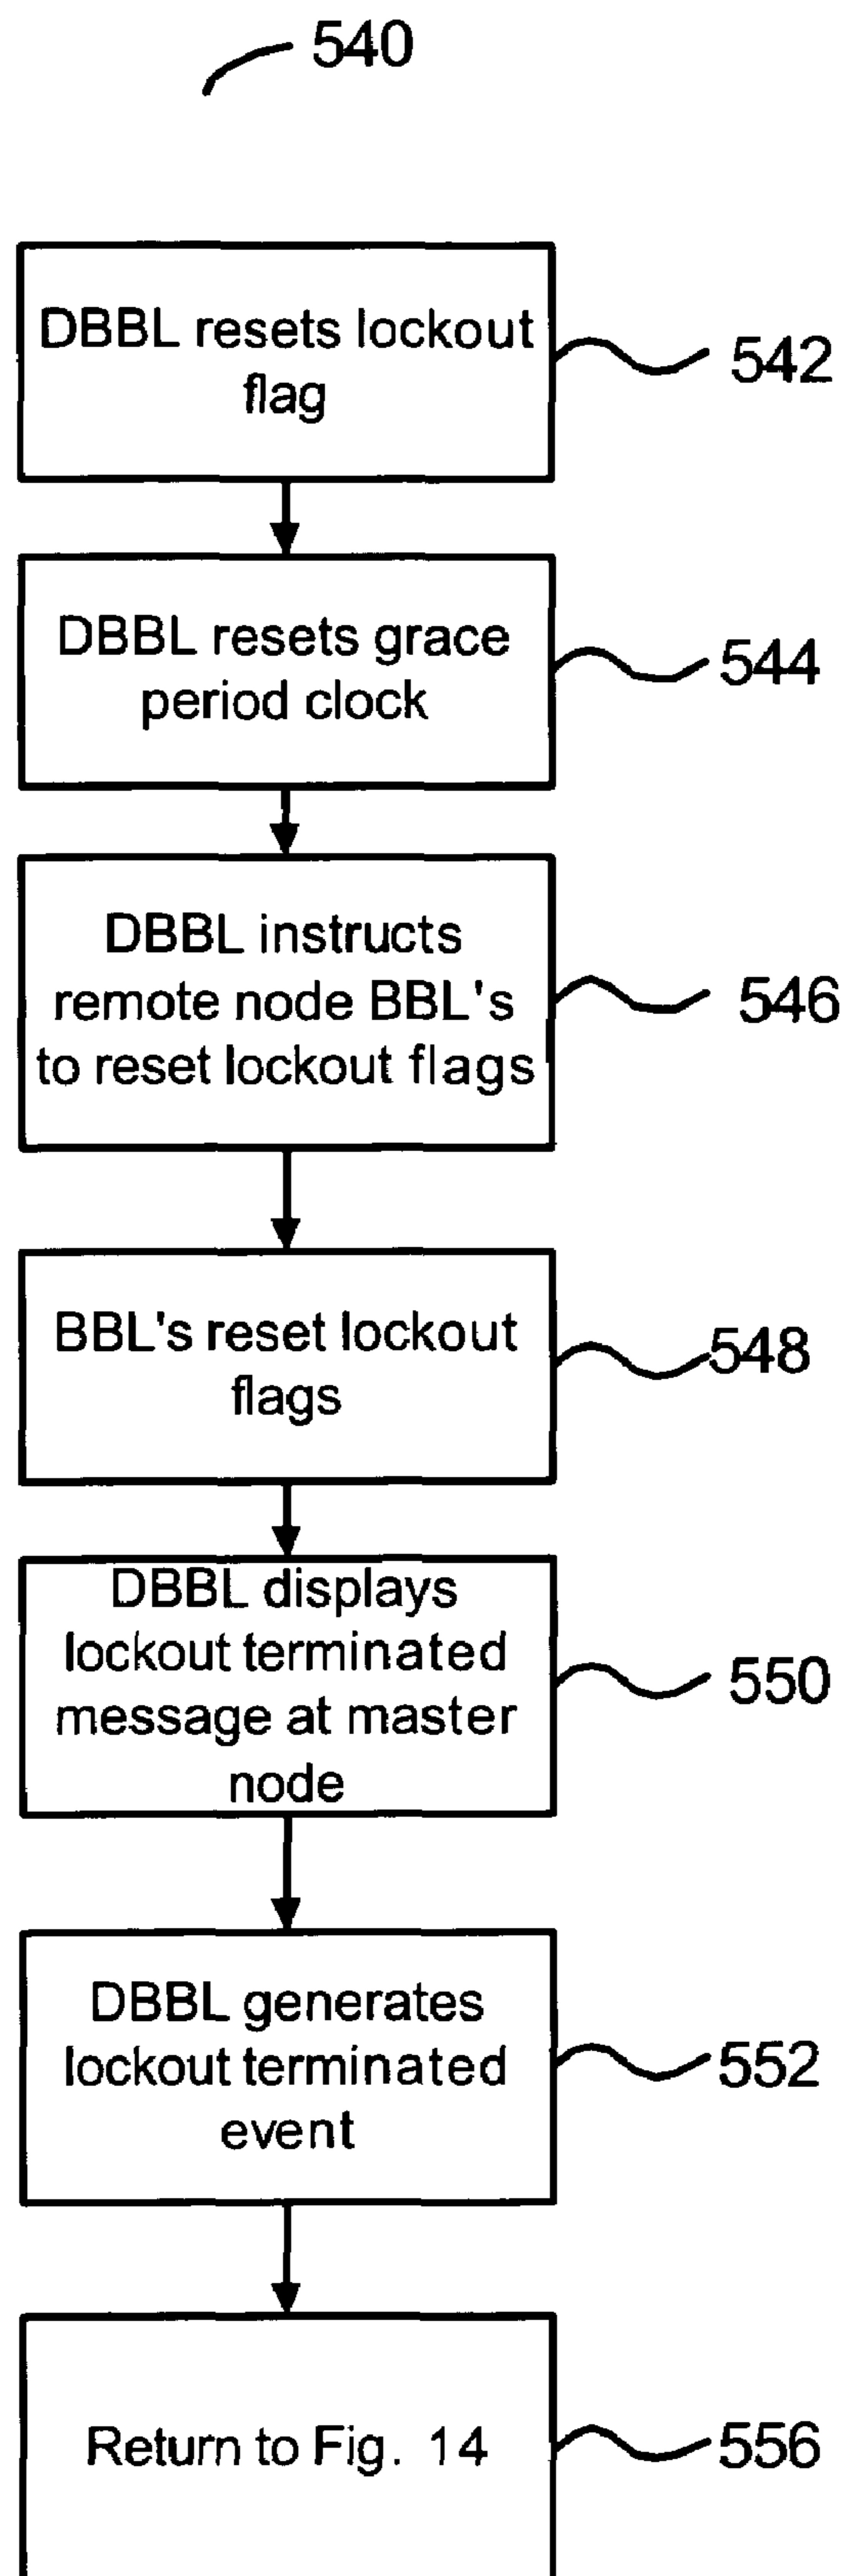 540
DBBL resets lockout
flag
542
DBBL resets grace
period clock
544
DBBL instructs
remote node BBL's
to reset lockout flags
546
BBL's reset lockout
flags
548
DBBL displays
lockout terminated
message at master
node
550
DBBL generates
lockout terminated
event
552
Return to Fig. 14
556